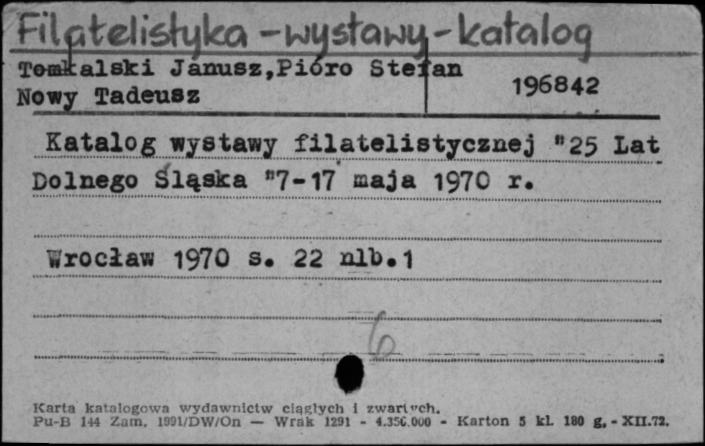 Filatelistyka - wystawy - katalog
Tomkalski Janusz, Pióro Stefan
Nowy Tadeusz
196842
Katalog wystawy filatelistycznej "25 Lat
Dolnego Śląska "7-17 maja 1970 r.
Wrocław 1970 s. 22 nlb.1
6
Karta katalogowa wydawnictw ciągłych i zwartych.
Pu-B 144 Zam. 1991/DW/On — Wrak 1291 - 4.356.000 - Karton 5 kl. 180 g. - XII.72.